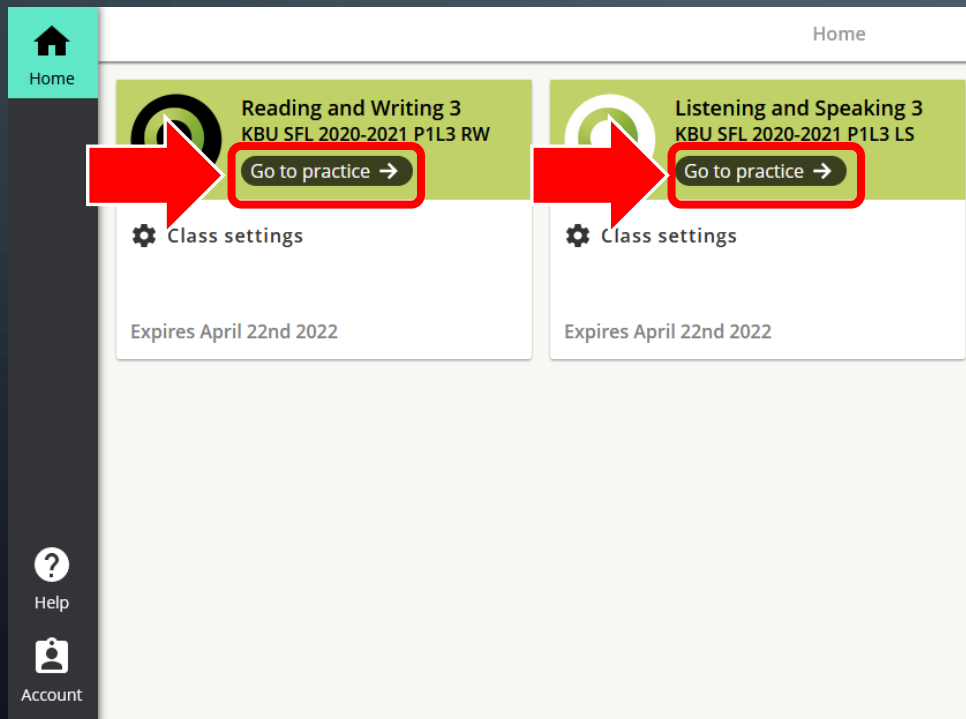 Home
Home
Reading and Writing 3
KBU SFL 2020-2021 P1L3 RW
Go to practice →
Class settings
Expires April 22nd 2022
Listening and Speaking 3
KBU SFL 2020-2021 P1L3 LS
Go to practice →
Class settings
Expires April 22nd 2022
Help
Account